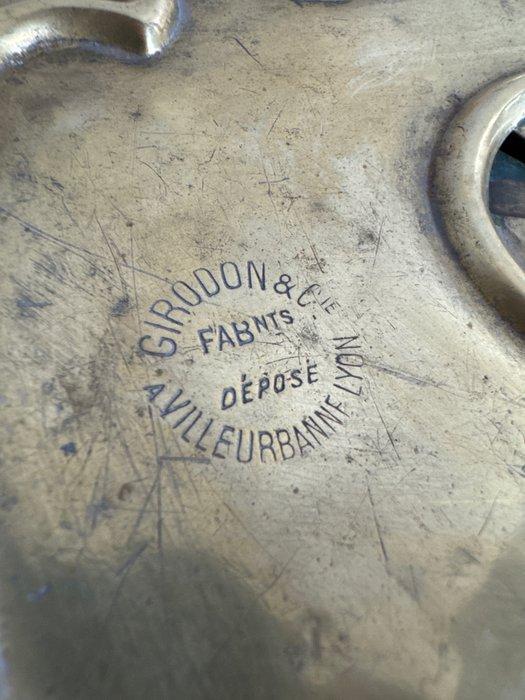 GIRODON & CIE
FABNTS
DÉPOSÉ
A VILLEURBANNE LYON